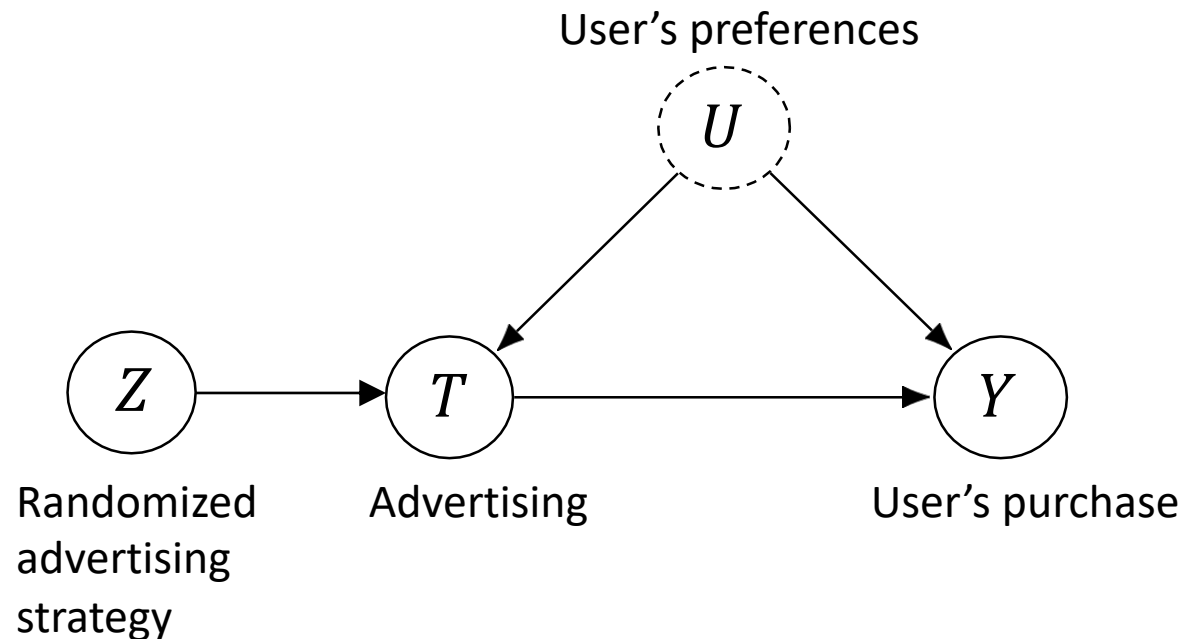 User’s preferences
U
Z
T
Y
Randomized
advertising
strategy
Advertising
User’s purchase